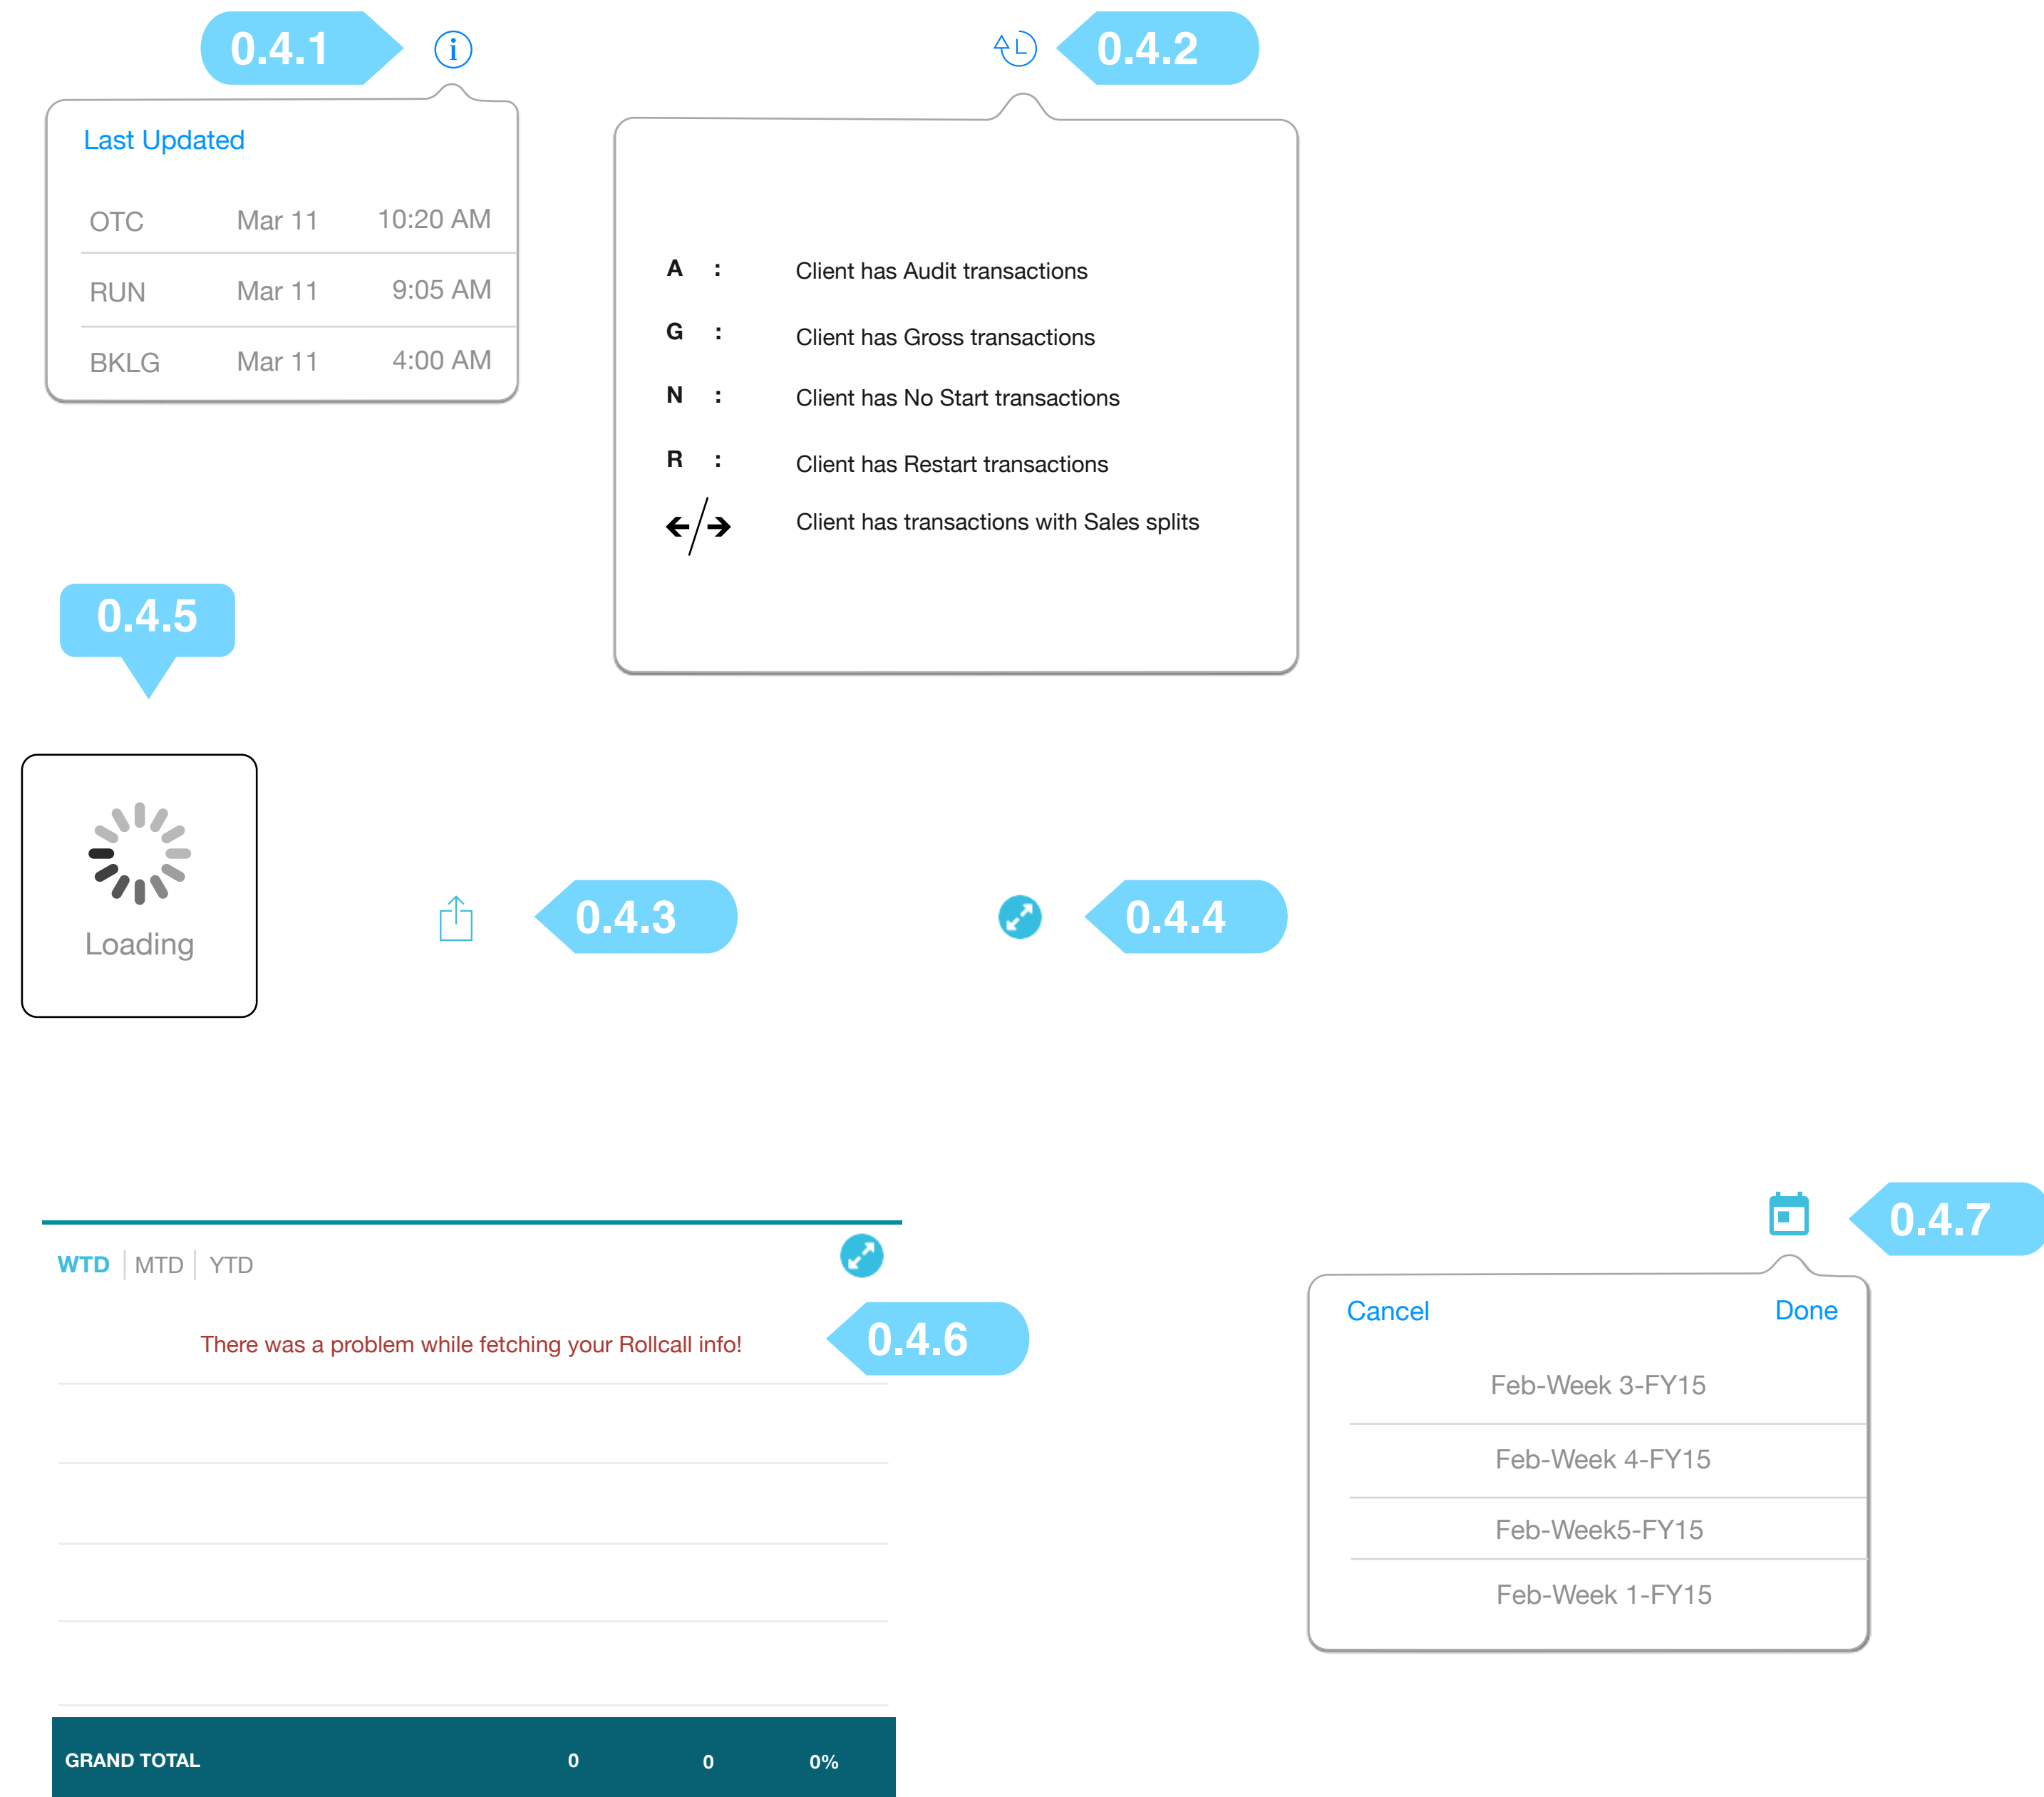 0.4.1
0.4.2
Last Updated
OTC Mar 11 10:20 AM
RUN Mar 11 9:05 AM
BKLG Mar 11 4:00 AM
A : Client has Audit transactions
G : Client has Gross transactions
N : Client has No Start transactions
R : Client has Restart transactions
Client has transactions with Sales splits
0.4.5
Loading
0.4.3
0.4.4
WTD MTD YTD
There was a problem while fetching your Rollcall info!
0.4.6
GRAND TOTAL 0 0 0%
0.4.7
Cancel Done
Feb-Week 3-FY15
Feb-Week 4-FY15
Feb-Week5-FY15
Feb-Week 1-FY15